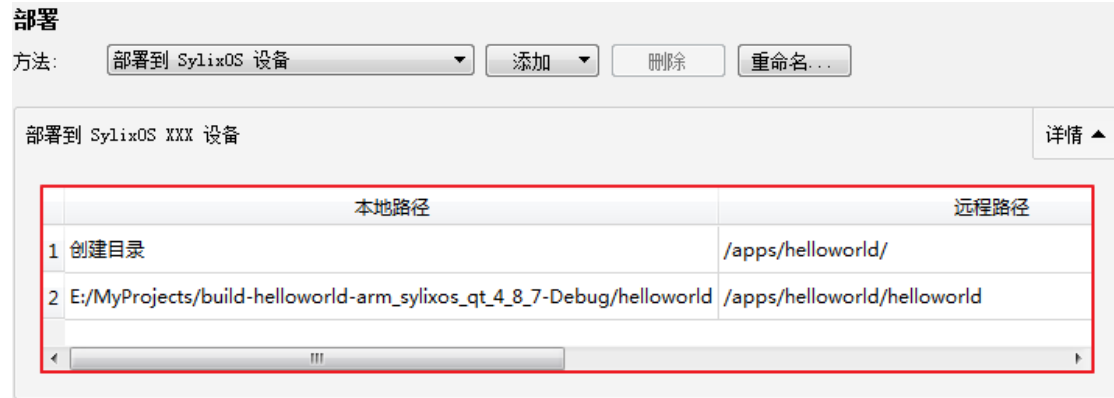 部署
方法: 部署到 SylixOS 设备 添加 删除 重命名...
部署到 SylixOS XXX 设备 详情
本地路径 远程路径
1 创建目录 /apps/helloworld/
2 E:/MyProjects/build-helloworld-arm_sylixos_qt_4_8_7-Debug/helloworld /apps/helloworld/helloworld